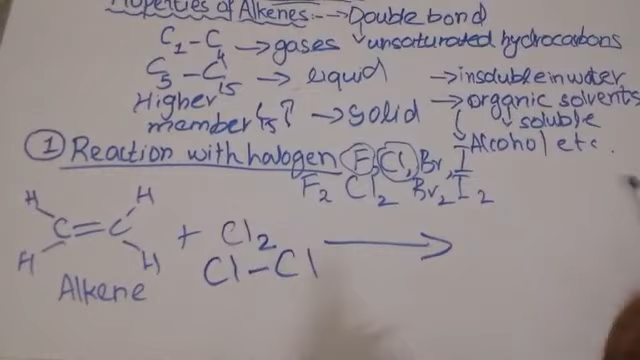 Properties of Alkenes:- → Double bond
C1-C4 → gases unsaturated hydrocarbons
C5-C15 → liquid → insoluble in water
Higher → organic solvents
member → solid soluble
Alcohol etc.
① Reaction with halogen F, Cl, Br, I
F2 Cl2 Br2 I2
H H
C=C + Cl2 →
H H Cl-Cl
Alkene